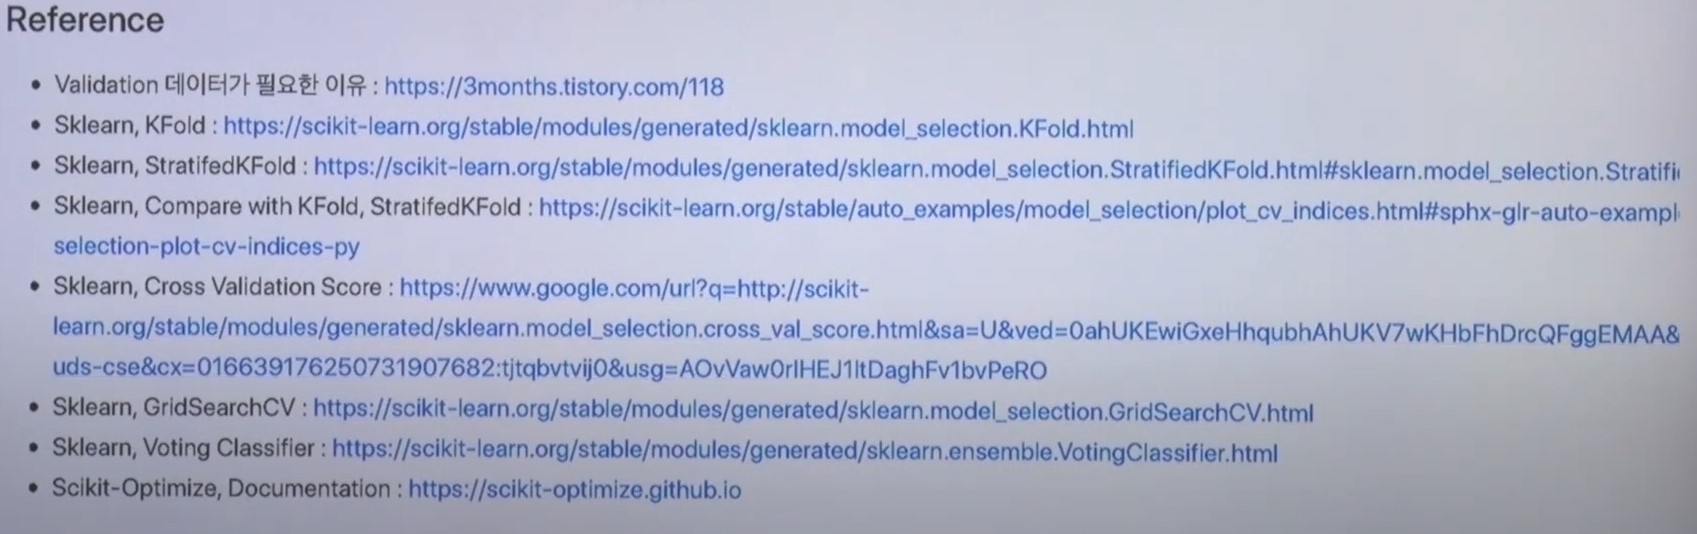 Reference
Validation 데이터가 필요한 이유 : https://3months.tistory.com/118
Sklearn, KFold : https://scikit-learn.org/stable/modules/generated/sklearn.model_selection.KFold.html
Sklearn, StratifedKFold : https://scikit-learn.org/stable/modules/generated/sklearn.model_selection.StratifiedKFold.html#sklearn.model_selection.Stratifi
Sklearn, Compare with KFold, StratifedKFold : https://scikit-learn.org/stable/auto_examples/model_selection/plot_cv_indices.html#sphx-glr-auto-exampl
selection-plot-cv-indices-py
Sklearn, Cross Validation Score : https://www.google.com/url?q=http://scikit-
learn.org/stable/modules/generated/sklearn.model_selection.cross_val_score.html&sa=U&ved=0ahUKEwiGxeHhqubhAhUKV7wKHbFhDrcQFggEMAA&
uds-cse&cx=016639176250731907682:tjtqbvtvij0&usg=AOvVaw0rIHEJ1ItDaghFv1bvPeRO
Sklearn, GridSearchCV : https://scikit-learn.org/stable/modules/generated/sklearn.model_selection.GridSearchCV.html
Sklearn, Voting Classifier : https://scikit-learn.org/stable/modules/generated/sklearn.ensemble.VotingClassifier.html
Scikit-Optimize, Documentation : https://scikit-optimize.github.io